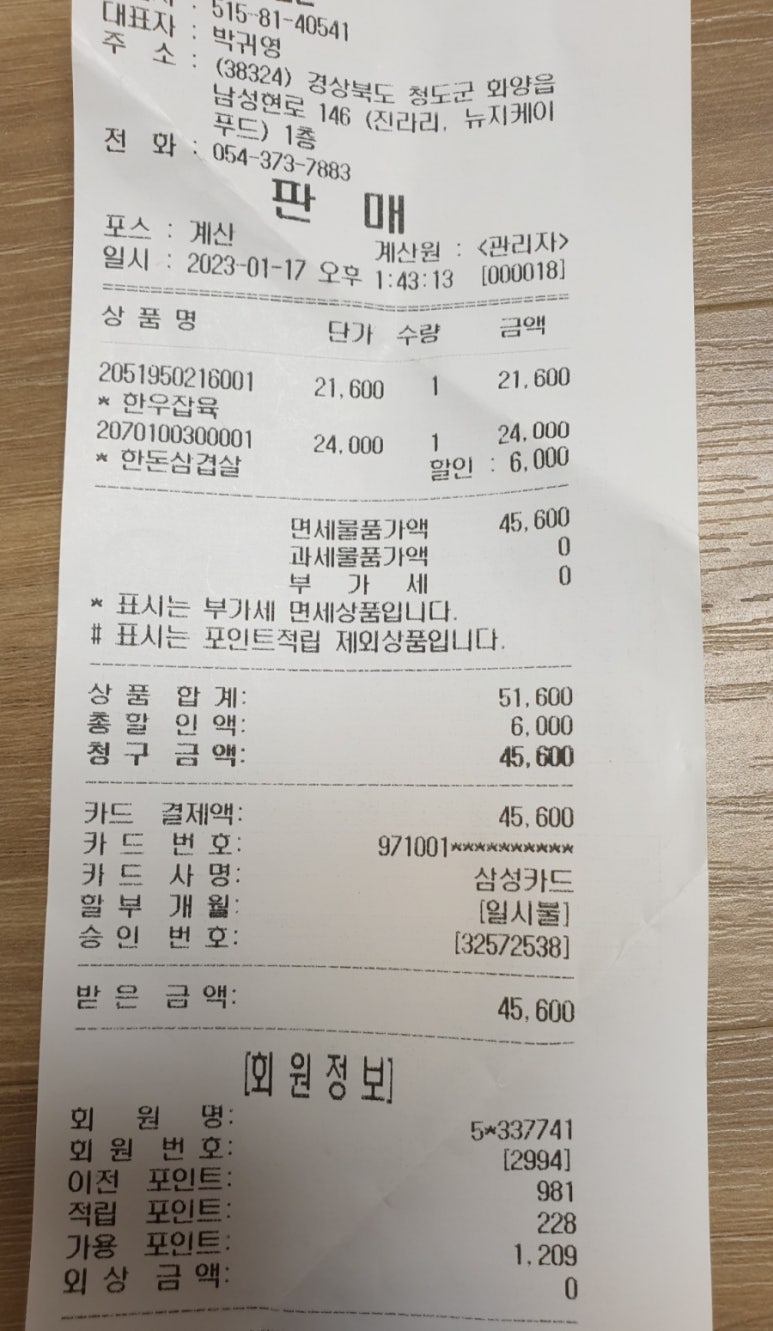 : 515-81-40541
대표자 : 박귀영
주 소 : (38324) 경상북도 청도군 화양읍
남성현로 146 (진라리, 뉴지케이
푸드) 1층
전 화 : 054-373-7883
판 매
포스 : 계산 계산원 : <관리자>
일시 : 2023-01-17 오후 1:43:13 [000018]
상 품 명 단가 수량 금액
2051950216001 21,600 1 21,600
* 한우잡육
2070100300001 24,000 1 24,000
* 한돈삼겹살 할인 : 6,000
면세물품가액 45,600
과세물품가액 0
부 가 세 0
* 표시는 부가세 면세상품입니다.
# 표시는 포인트적립 제외상품입니다.
상 품 합 계: 51,600
총 할 인 액: 6,000
청 구 금 액: 45,600
카드 결제액: 45,600
카 드 번 호: 971001**********
카 드 사 명: 삼성카드
할 부 개 월: [일시불]
승 인 번 호: [32572538]
받 은 금 액: 45,600
[회원정보]
회 원 명: 5*337741
회 원 번 호: [2994]
이전 포인트: 981
적립 포인트: 228
가용 포인트: 1,209
외 상 금 액: 0